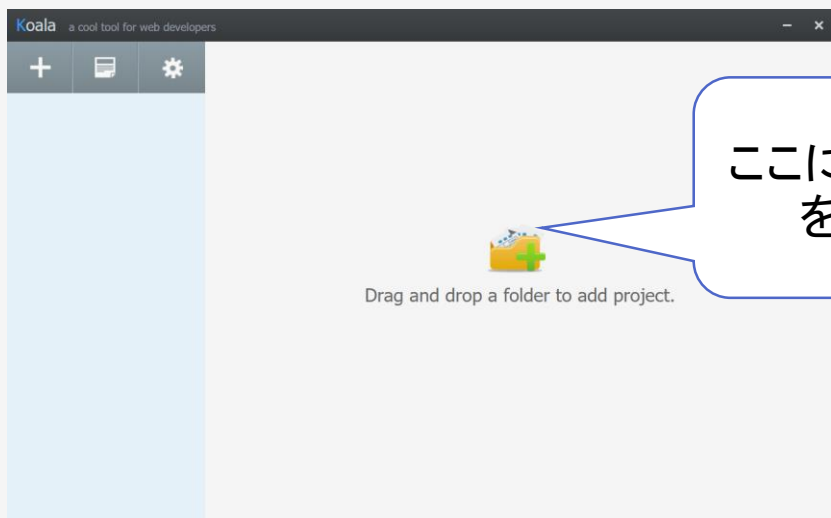 Koala a cool tool for web developers
ここに
を
Drag and drop a folder to add project.